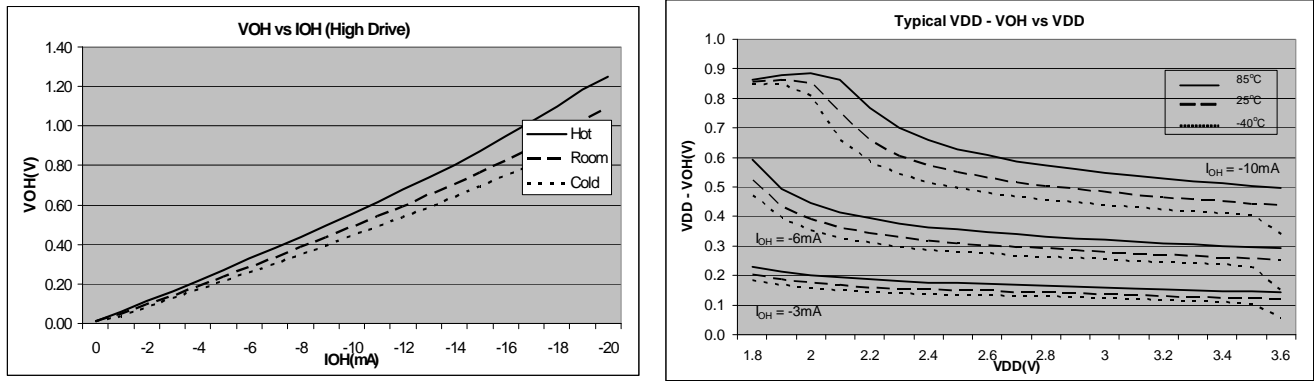 VOH vs IOH (High Drive)
VOH(V)
1.40
1.20
1.00
0.80
0.60
0.40
0.20
0.00
Hot
Room
Cold
0 -2 -4 -6 -8 -10 -12 -14 -16 -18 -20
IOH(mA)
Typical VDD - VOH vs VDD
VDD - VOH(V)
1.0
0.9
0.8
0.7
0.6
0.5
0.4
0.3
0.2
0.1
0.0
85°C
25°C
-40°C
IOH = -10mA
IOH = -6mA
IOH = -3mA
1.8 2 2.2 2.4 2.6 2.8 3 3.2 3.4 3.6
VDD(V)